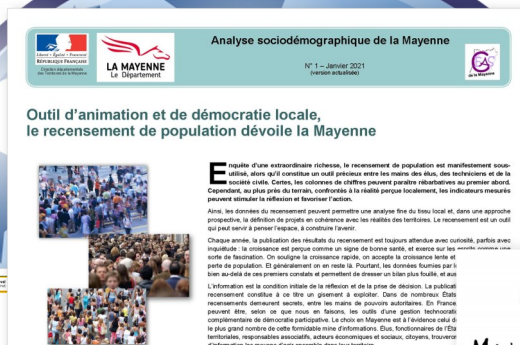 Analyse sociodémographique de la Mayenne
Liberté • Égalité • Fraternité
RÉPUBLIQUE FRANÇAISE
LA MAYENNE
Le Département
N° 1 – Janvier 2021
(version actualisée)
CÉAS
de la Mayenne
Outil d’animation et de démocratie locale,
le recensement de population dévoile la Mayenne
Enquête d’une extraordinaire richesse, le recensement de population est manifestement sous-
utilisé, alors qu’il constitue un outil précieux entre les mains des élus, des techniciens et de la
société civile. Certes, les colonnes de chiffres peuvent paraître rébarbatives au premier abord.
Cependant, au plus près du terrain, confrontés à la réalité perçue localement, les indicateurs mesurés
peuvent stimuler la réflexion et favoriser l’action.
Ainsi, les données du recensement peuvent permettre une analyse fine du tissu local et, dans une approche
prospective, la définition de projets en cohérence avec les réalités des territoires. Le recensement est un outil
qui peut servir à penser l’espace, à construire l’avenir.
Chaque année, la publication des résultats du recensement est toujours attendue avec curiosité, parfois avec
inquiétude : la croissance est perçue comme un signe de bonne santé, et exerce sur les esprits comme une
sorte de fascination. On souligne la croissance rapide, on accepte la croissance lente et
perte de population. Et généralement on en reste là. Pourtant, les données fournies par
bien au-delà de ces premiers constats et permettent de dresser un bilan plus fouillé, et
L’information est la condition initiale de la réflexion et de la prise de décision. La
recensement constitue à ce titre un gisement à exploiter. Dans de nombreux
recensements demeurent secrets, entre les mains de pouvoirs autoritaires. En
peuvent être, selon ce que nous en faisons, les outils d’une gestion
complémentaire de démocratie participative. Le choix en Mayenne est à l’évidence celui
le plus grand nombre de cette formidable mine d’informations. Élus, fonctionnaires de
territoriales, responsables associatifs, acteurs économiques et sociaux, citoyens,